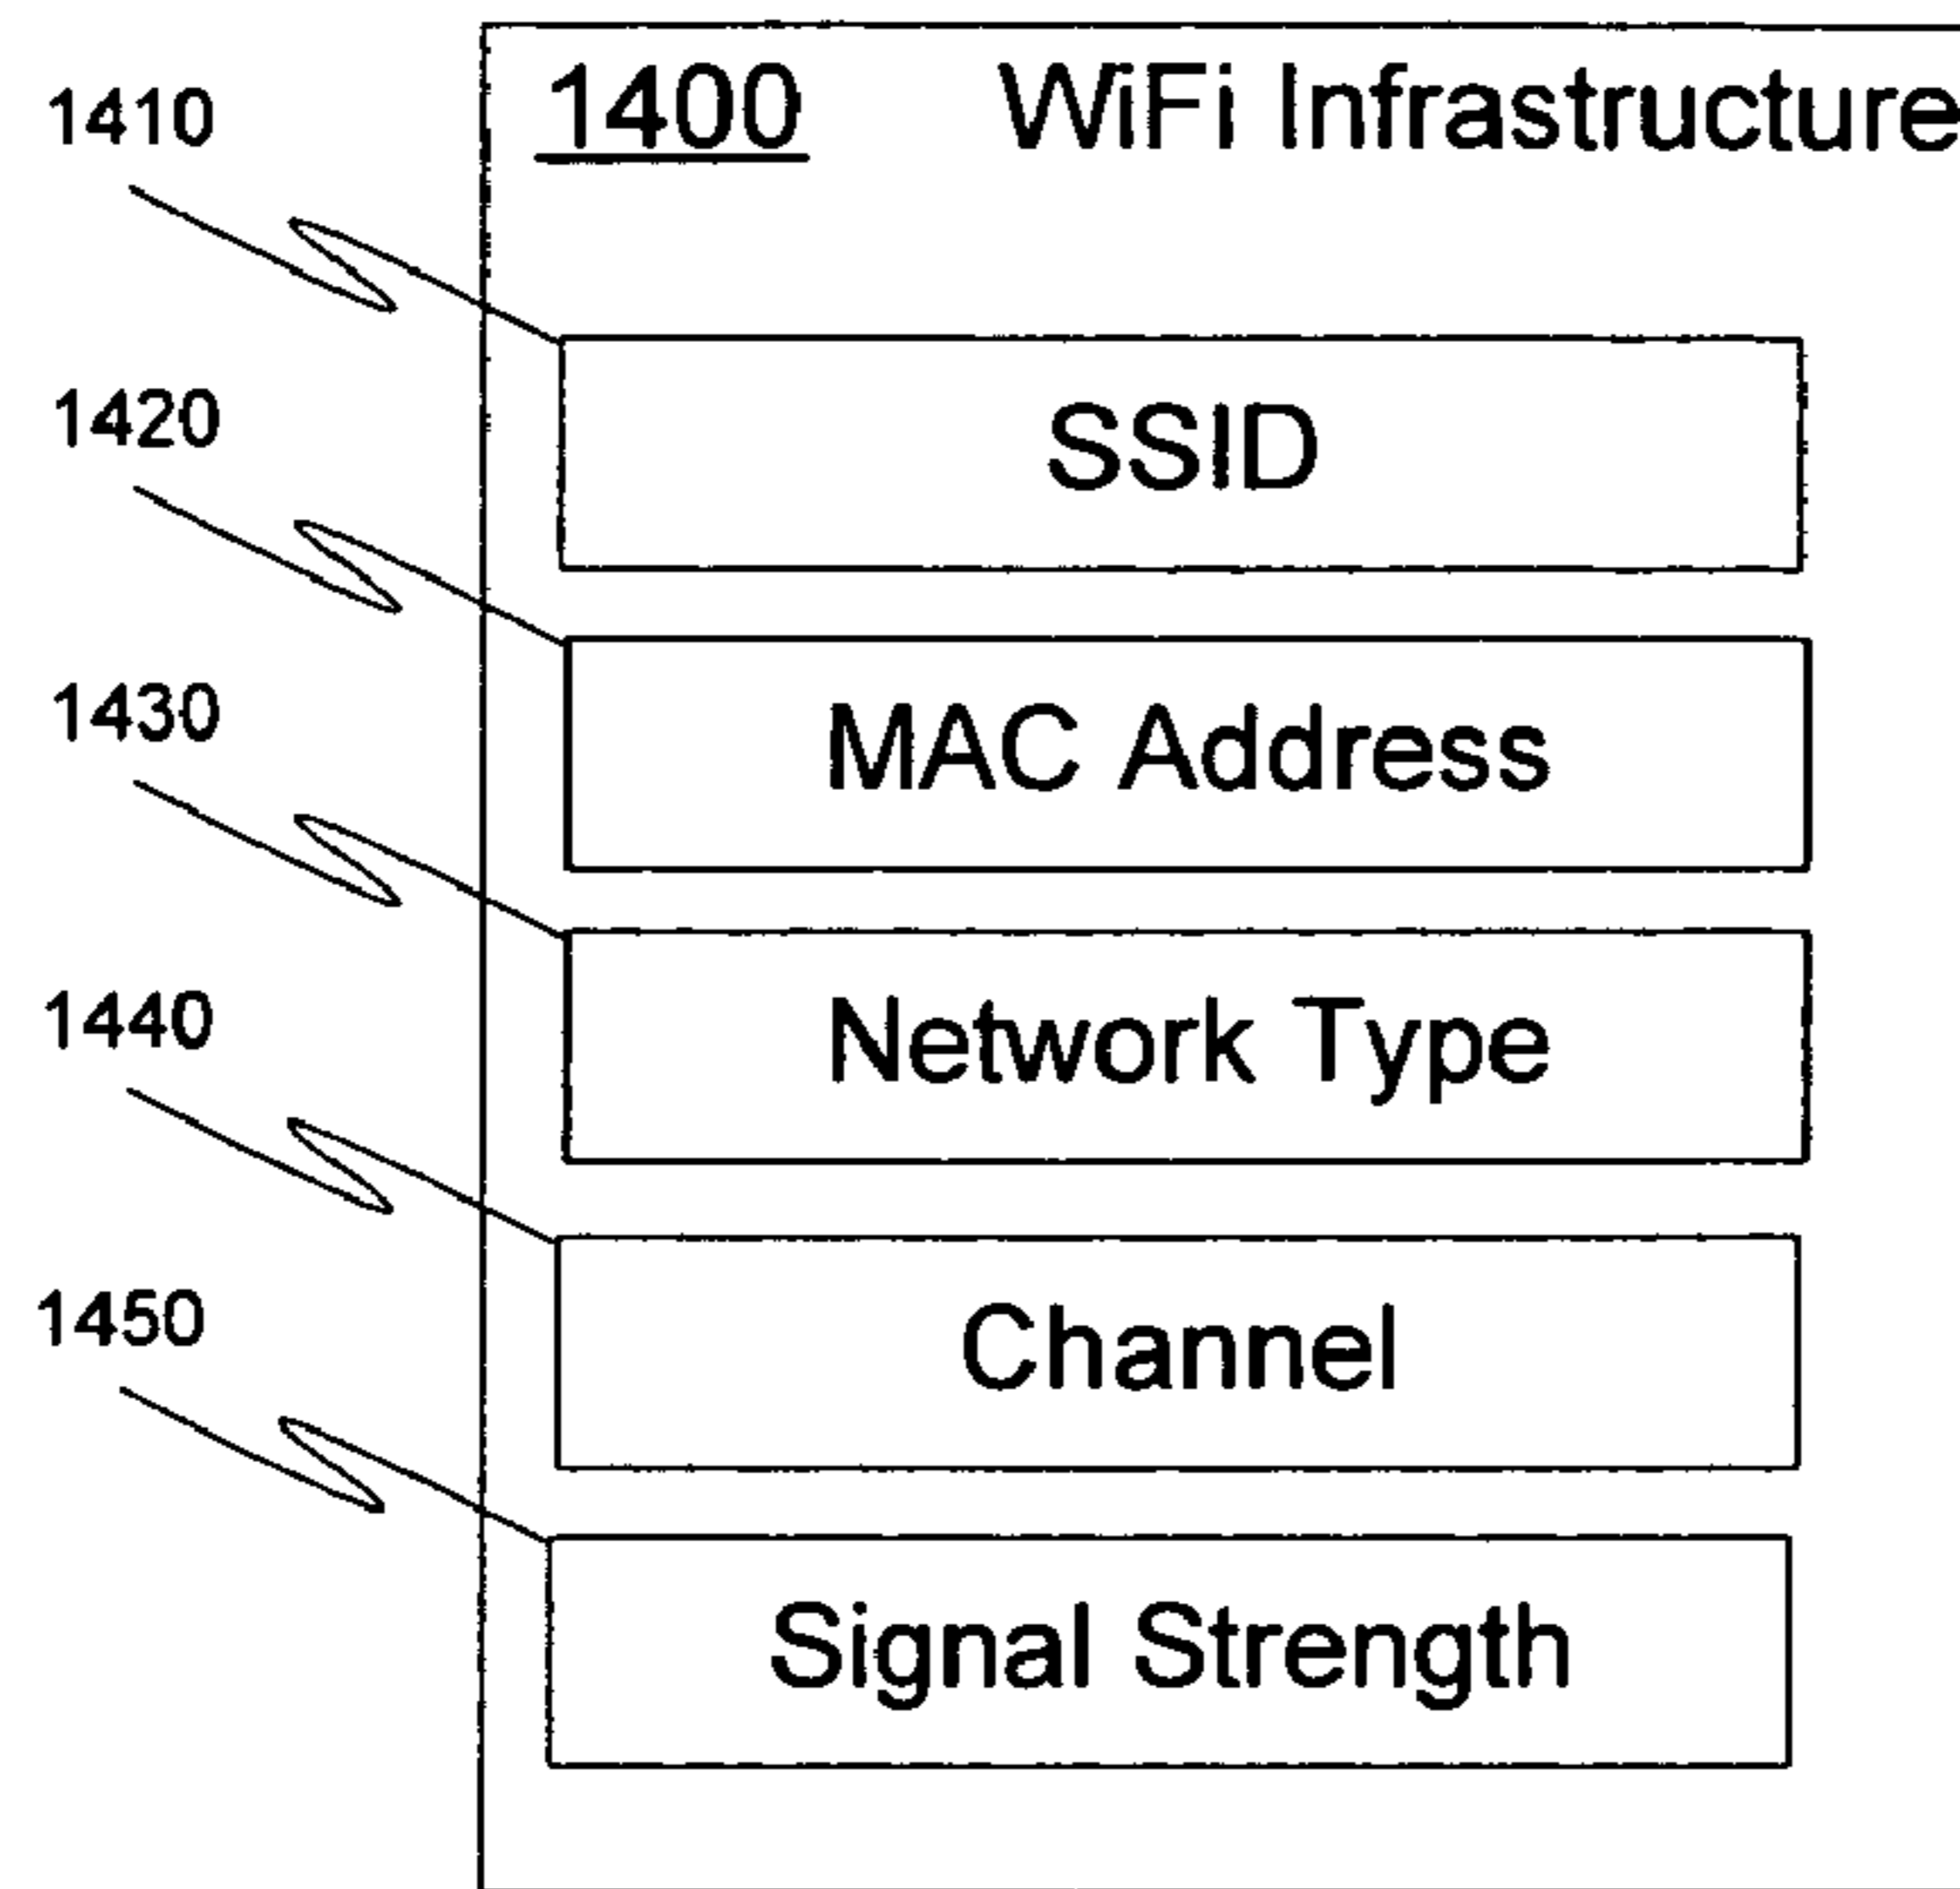 1400 WiFi Infrastructure
1410
SSID
1420
MAC Address
1430
Network Type
1440
Channel
1450
Signal Strength